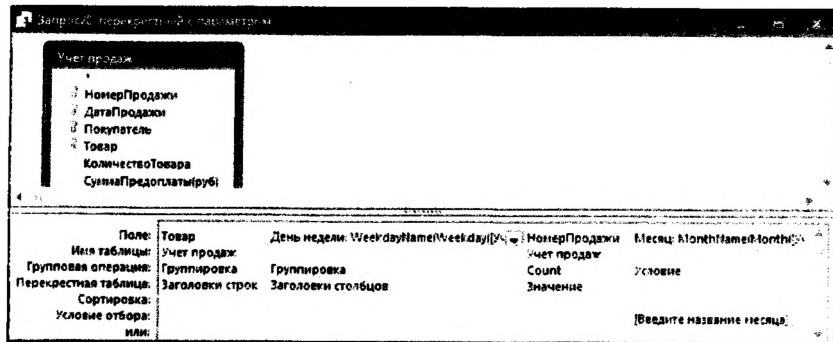 перекрестный с параметром
Учет продаж
*
НомерПродажи
ДатаПродажи
Покупатель
Товар
КоличествоТовара
СуммаПредоплаты(руб)
Поле: Товар День недели: WeekdayName(Weekday([Уч НомерПродажи Месяц: MonthName(Month([У
Имя таблицы: Учет продаж Учет продаж
Групповая операция: Группировка Группировка Count Условие
Перекрестная таблица: Заголовки строк Заголовки столбцов Значение
Сортировка:
Условие отбора: [Введите название месяца]
или: